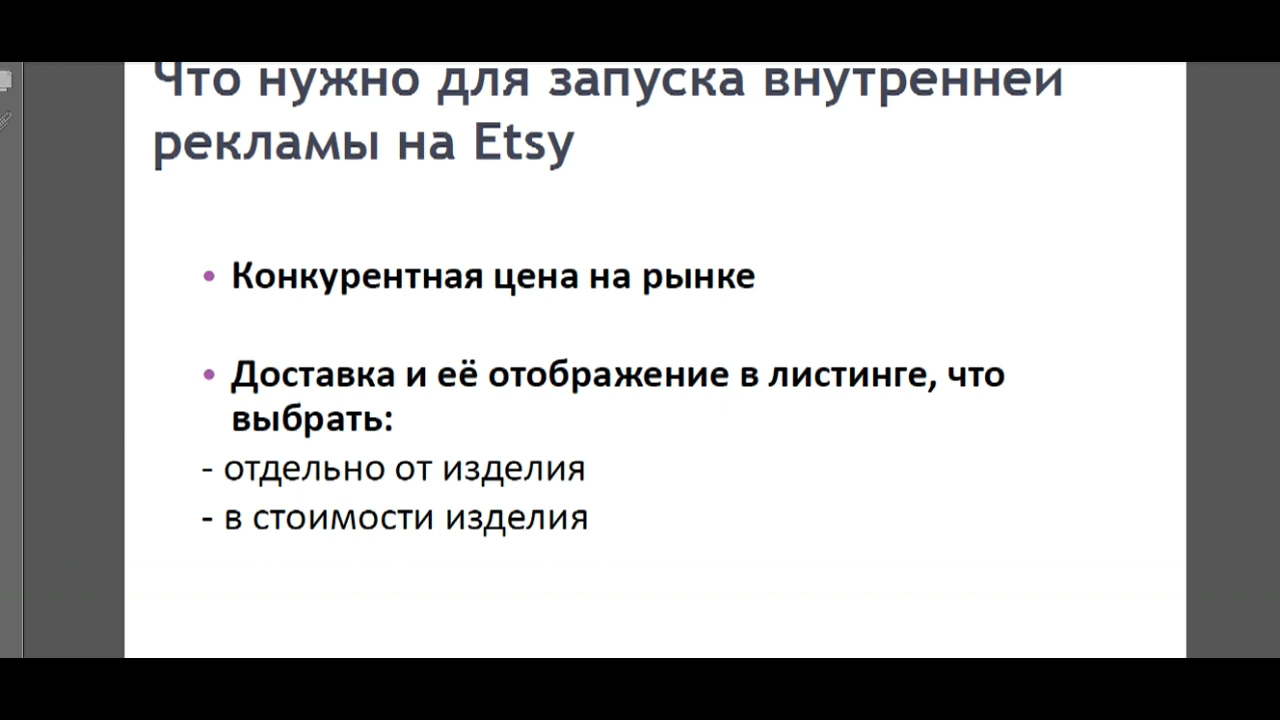 Что нужно для запуска внутренней
рекламы на Etsy
• Конкурентная цена на рынке
• Доставка и её отображение в листинге, что
выбрать:
- отдельно от изделия
- в стоимости изделия